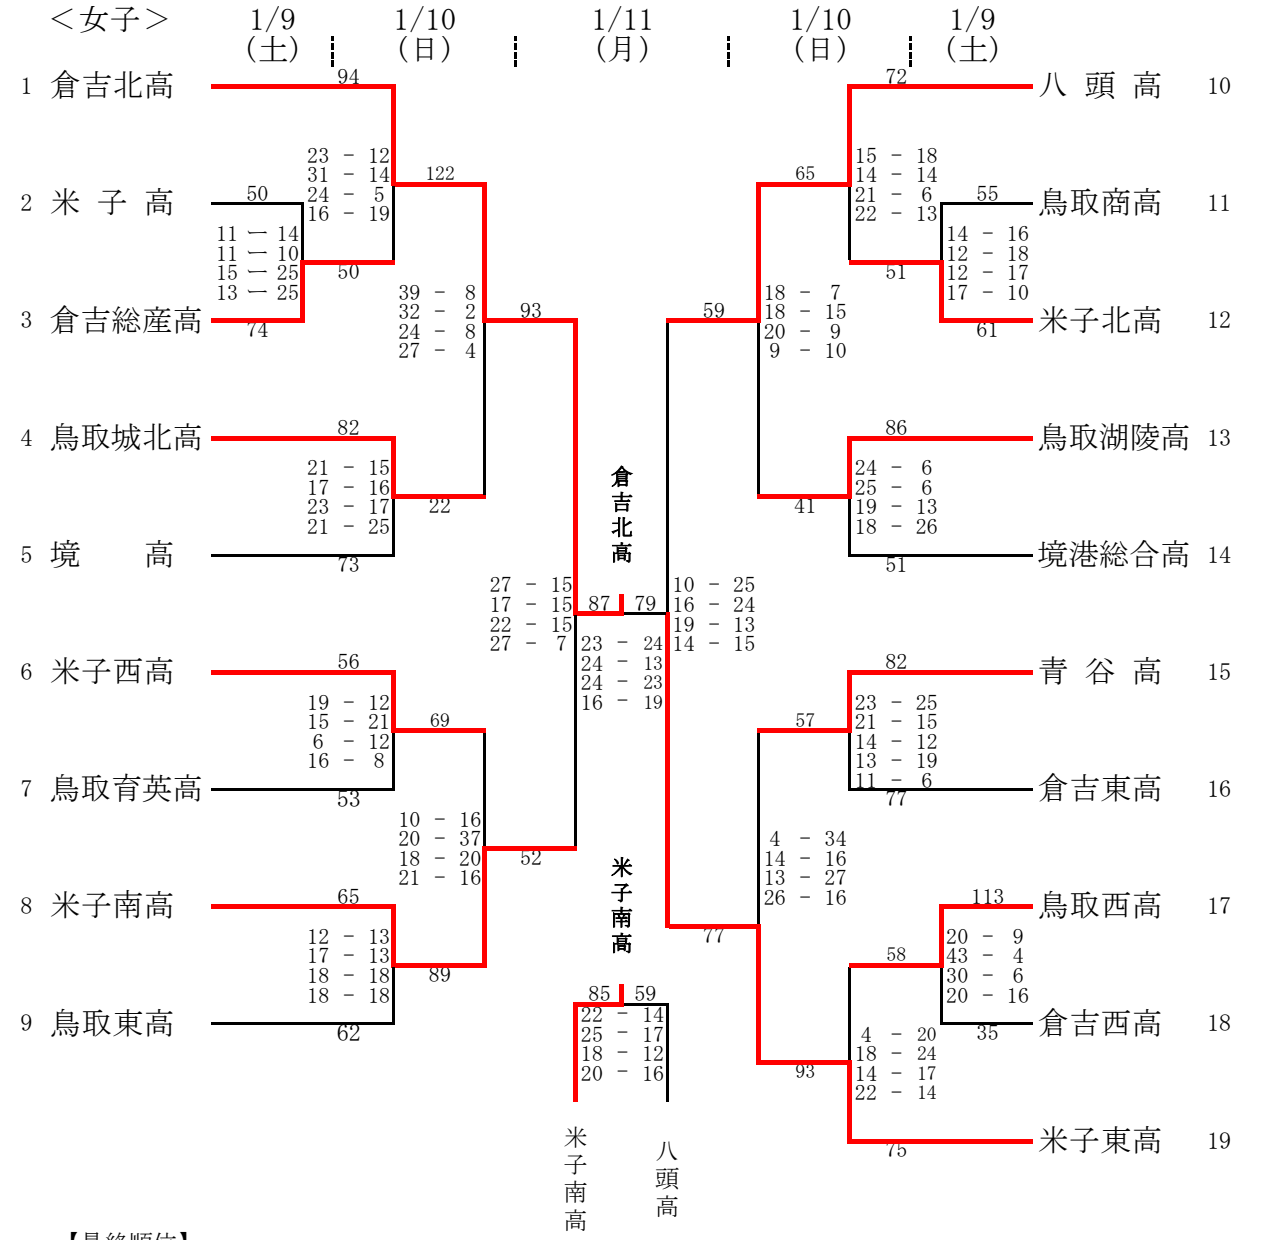 ＜女子＞
1/9
（土）
1/10
（日）
1/11
（月）
1/10
（日）
1/9
（土）
1 倉吉北高
94
23 － 12
31 － 14
24 － 5
16 － 19
122
2 米子高
50
11 ー 14
11 ー 10
15 ー 25
13 ー 25
50
3 倉吉総産高
74
39 － 8
32 － 2
24 － 8
27 － 4
93
4 鳥取城北高
82
21 － 15
17 － 16
23 － 17
21 － 25
22
5 境高
73
27 － 15
17 － 15
22 － 15
27 － 7
6 米子西高
56
19 － 12
15 － 21
6 － 12
16 － 8
69
7 鳥取育英高
53
10 － 16
20 － 37
18 － 20
21 － 16
52
8 米子南高
65
12 － 13
17 － 13
18 － 18
18 － 18
89
9 鳥取東高
62
倉吉北高
87 79
23 － 24
24 － 13
24 － 23
16 － 19
米子南高
85 59
22 － 14
25 － 17
18 － 12
20 － 16
米子南高
八頭高
72
八頭高 10
65
15 － 18
14 － 14
21 － 6
22 － 13
55
鳥取商高 11
14 － 16
12 － 18
12 － 17
17 － 10
51
61
米子北高 12
59
18 － 7
18 － 15
20 － 9
9 － 10
86
鳥取湖陵高 13
24 － 6
25 － 6
19 － 13
18 － 26
41
51
境港総合高 14
10 － 25
16 － 24
19 － 13
14 － 15
82
青谷高 15
57
23 － 25
21 － 15
14 － 12
13 － 19
11 － 6
77
倉吉東高 16
4 － 34
14 － 16
13 － 27
26 － 16
77
113
鳥取西高 17
58
20 － 9
43 － 4
30 － 6
20 － 16
35
倉吉西高 18
4 － 20
18 － 24
14 － 17
22 － 14
93
75
米子東高 19